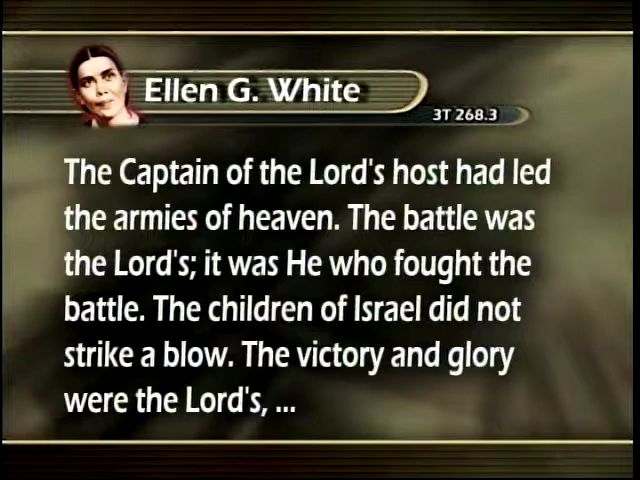 Ellen G. White
3T 268.3
The Captain of the Lord's host had led
the armies of heaven. The battle was
the Lord's; it was He who fought the
battle. The children of Israel did not
strike a blow. The victory and glory
were the Lord's, ...